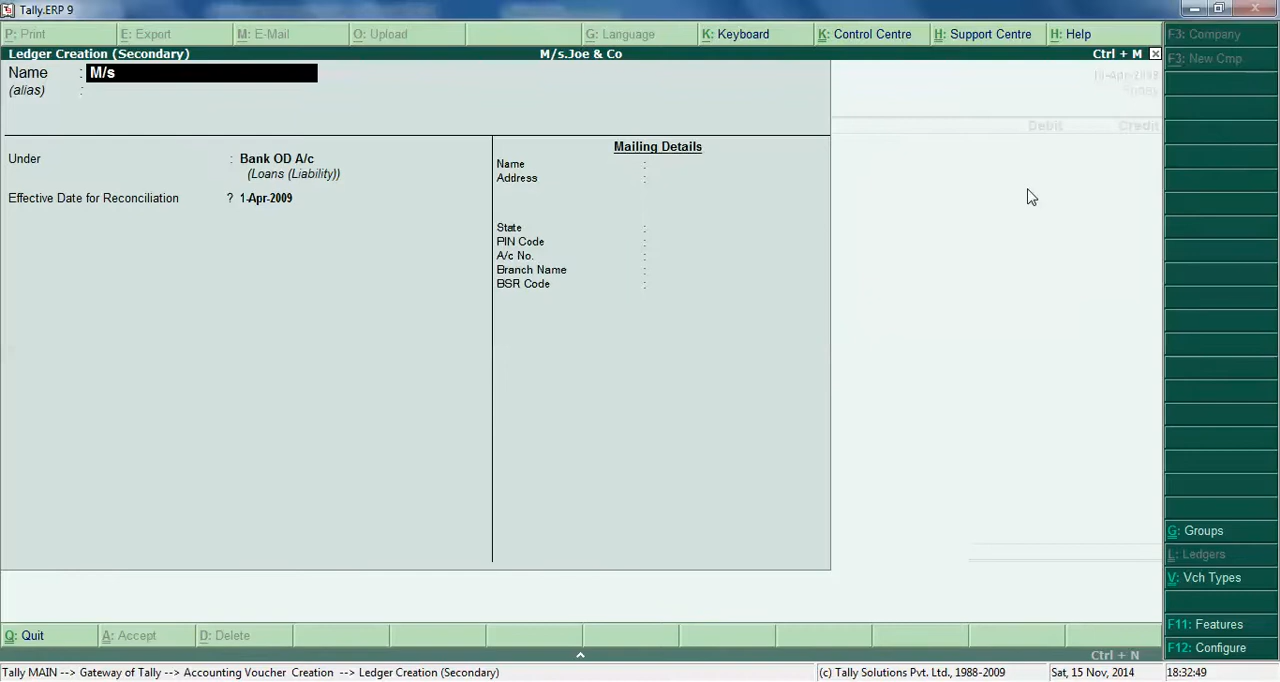 Tally.ERP 9
P: Print E: Export M: E-Mail O: Upload G: Language K: Keyboard K: Control Centre H: Support Centre H: Help F3: Company
Ledger Creation (Secondary) M/s.Joe & Co Ctrl + M F3: New Cmp
Name : M/s
(alias) :
Debit Credit
Mailing Details
Under : Bank OD A/c
(Loans (Liability))
Name :
Address :
Effective Date for Reconciliation ? 1-Apr-2009
State :
PIN Code :
A/c No. :
Branch Name :
BSR Code :
G: Groups
L: Ledgers
V: Vch Types
F11: Features
F12: Configure
Q: Quit A: Accept D: Delete
Ctrl + N
Tally MAIN --> Gateway of Tally --> Accounting Voucher Creation --> Ledger Creation (Secondary) (c) Tally Solutions Pvt. Ltd., 1988-2009 Sat, 15 Nov, 2014 18:32:49